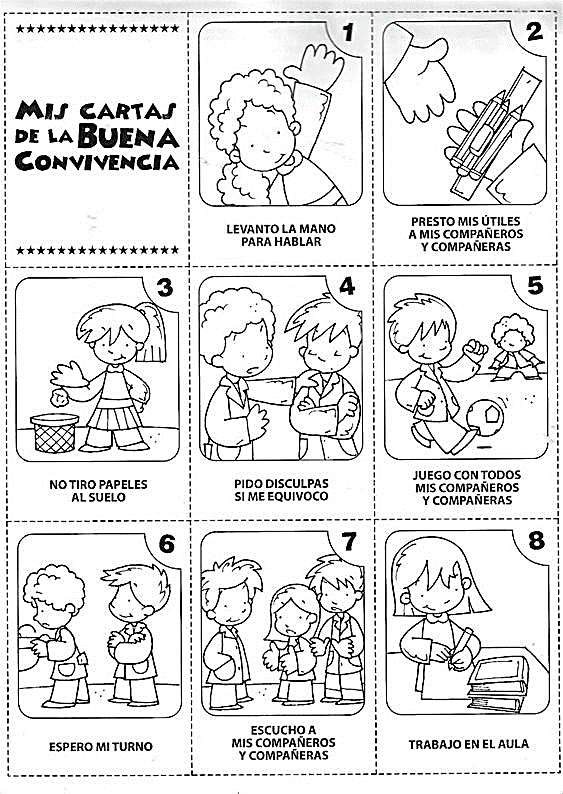 MIS CARTAS
DE LA BUENA
CONVIVENCIA
1
LEVANTO LA MANO
PARA HABLAR
2
PRESTO MIS ÚTILES
A MIS COMPAÑEROS
Y COMPAÑERAS
3
NO TIRO PAPELES
AL SUELO
4
PIDO DISCULPAS
SI ME EQUIVOCO
5
JUEGO CON TODOS
MIS COMPAÑEROS
Y COMPAÑERAS
6
ESPERO MI TURNO
7
ESCUCHO A
MIS COMPAÑEROS
Y COMPAÑERAS
8
TRABAJO EN EL AULA